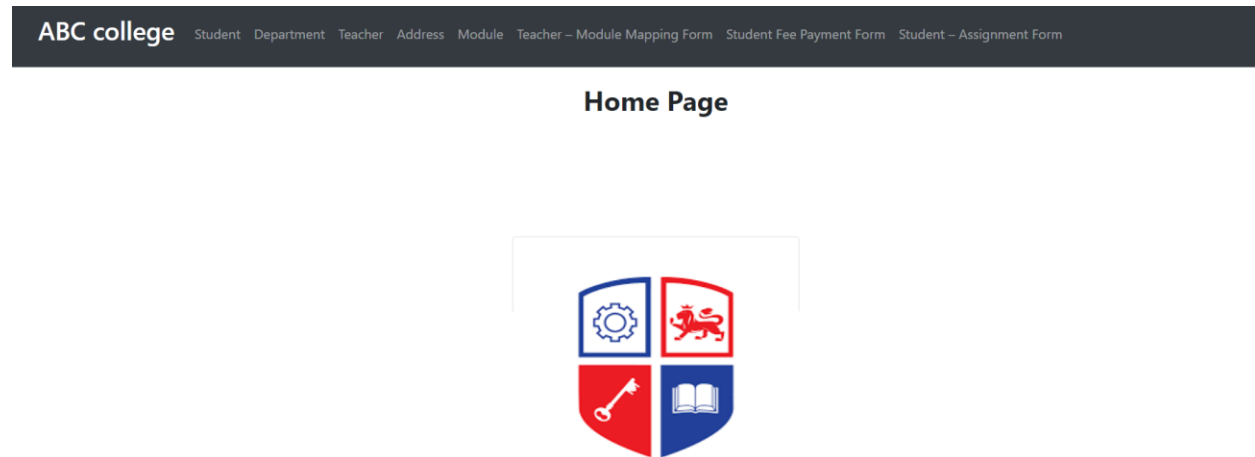 ABC college Student Department Teacher Address Module Teacher – Module Mapping Form Student Fee Payment Form Student – Assignment Form
Home Page